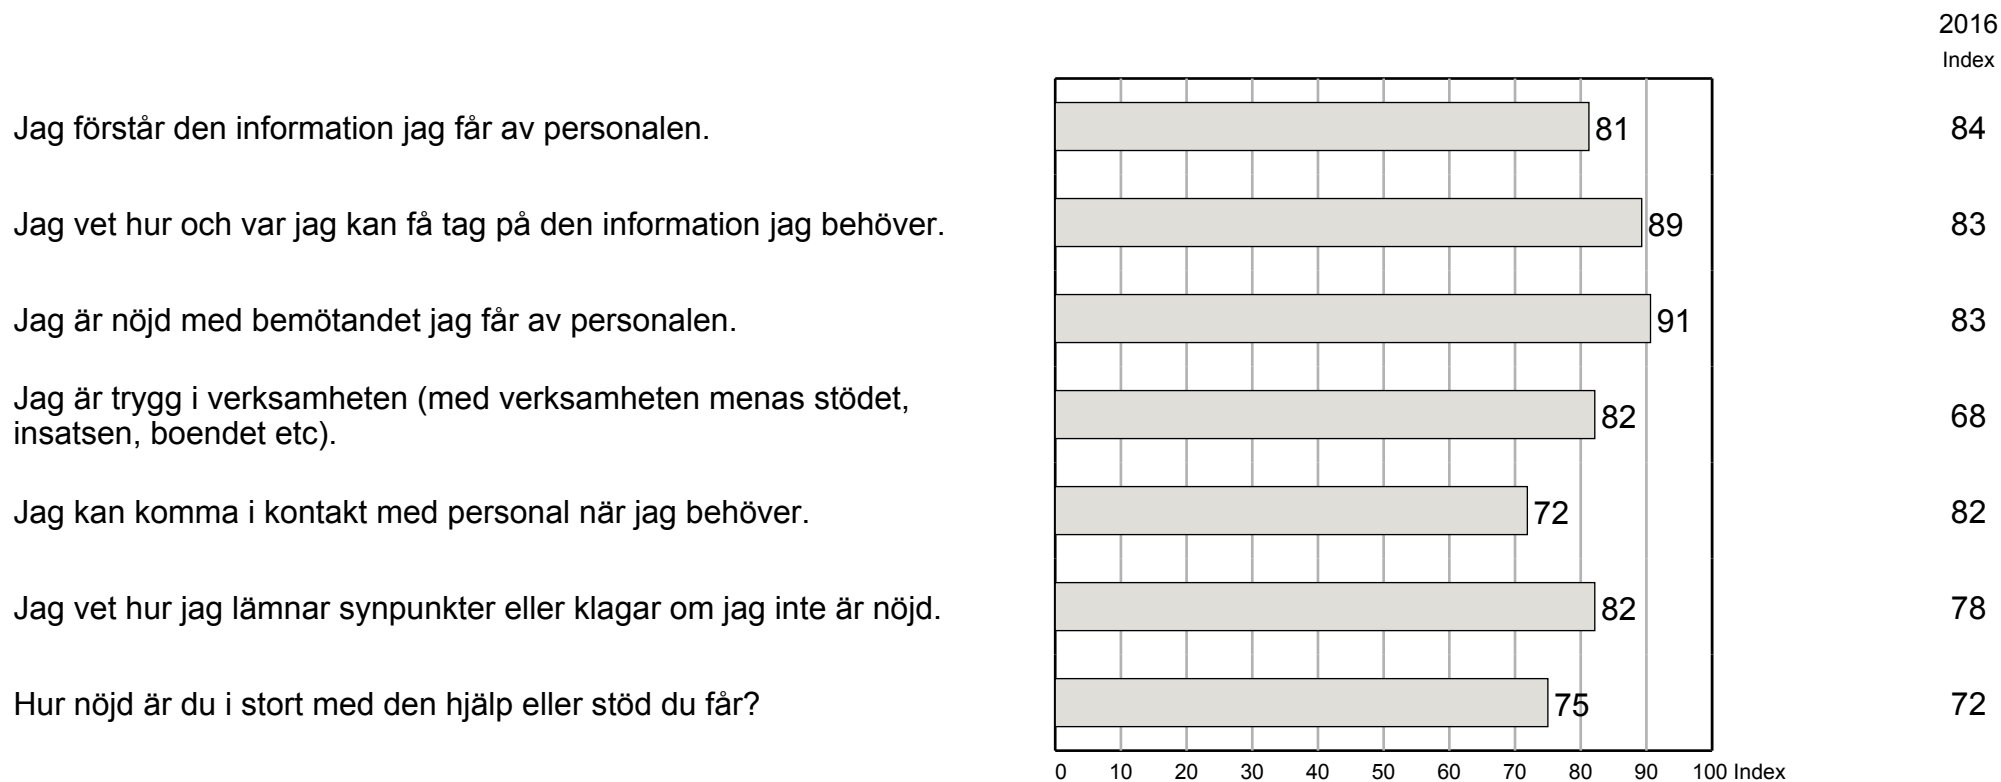 2016
Index
Jag förstår den information jag får av personalen. 81 84
Jag vet hur och var jag kan få tag på den information jag behöver. 89 83
Jag är nöjd med bemötandet jag får av personalen. 91 83
Jag är trygg i verksamheten (med verksamheten menas stödet,
insatsen, boendet etc). 82 68
Jag kan komma i kontakt med personal när jag behöver. 72 82
Jag vet hur jag lämnar synpunkter eller klagar om jag inte är nöjd. 82 78
Hur nöjd är du i stort med den hjälp eller stöd du får? 75 72
0 10 20 30 40 50 60 70 80 90 100 Index